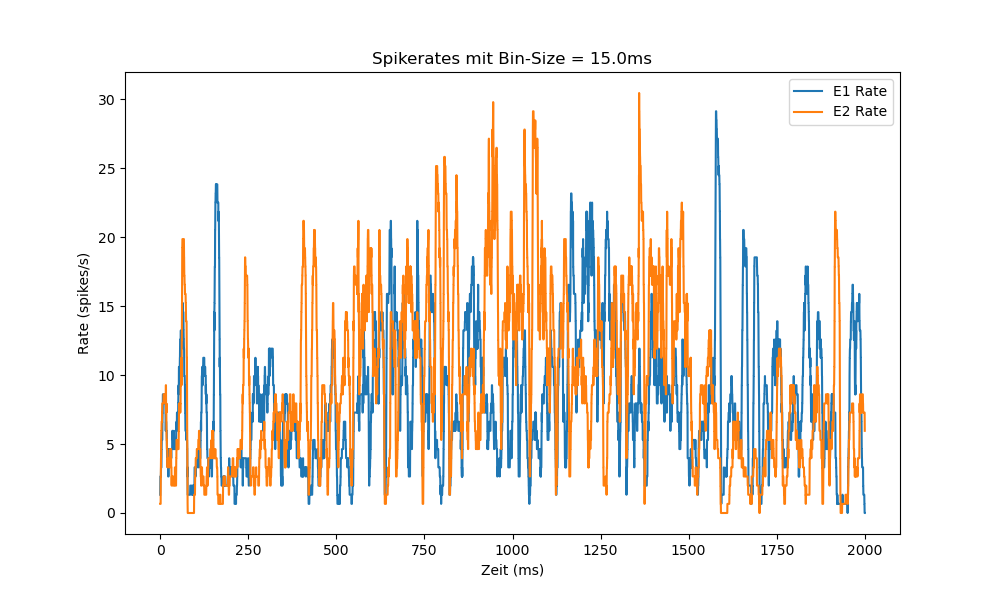 Spikerates mit Bin-Size = 15.0ms
E1 Rate
E2 Rate
30
25
20
15
10
5
0
Rate (spikes/s)
0 250 500 750 1000 1250 1500 1750 2000
Zeit (ms)